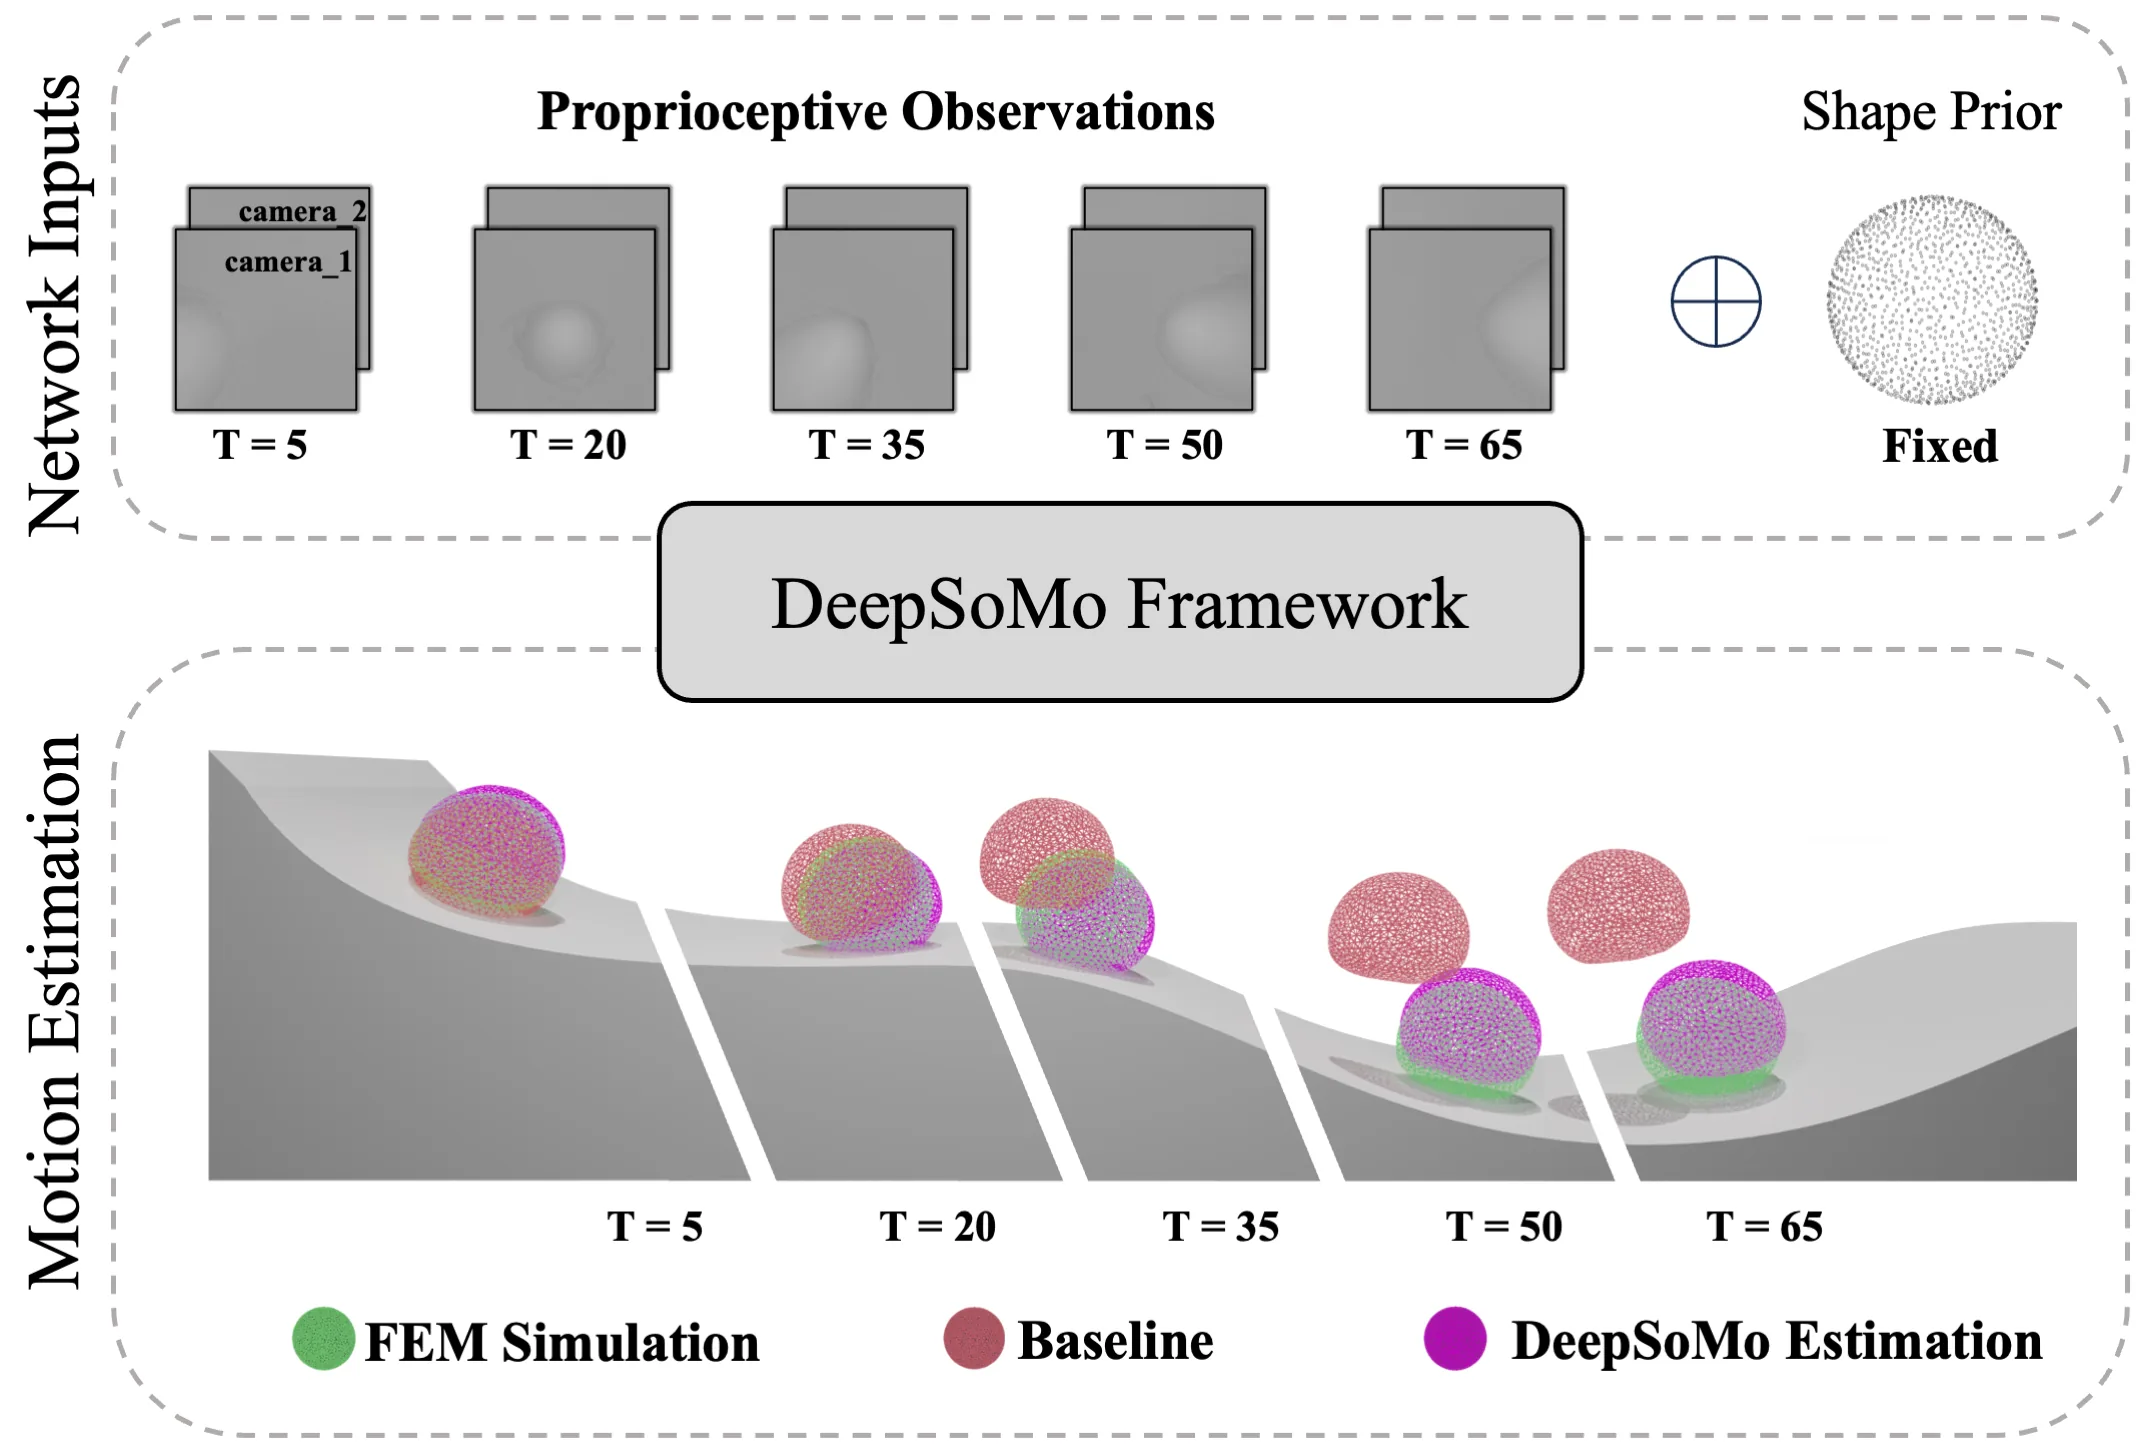 Network Inputs
Proprioceptive Observations
Shape Prior
camera_2
camera_1
T = 5
T = 20
T = 35
T = 50
T = 65
Fixed
DeepSoMo Framework
Motion Estimation
T = 5
T = 20
T = 35
T = 50
T = 65
FEM Simulation
Baseline
DeepSoMo Estimation